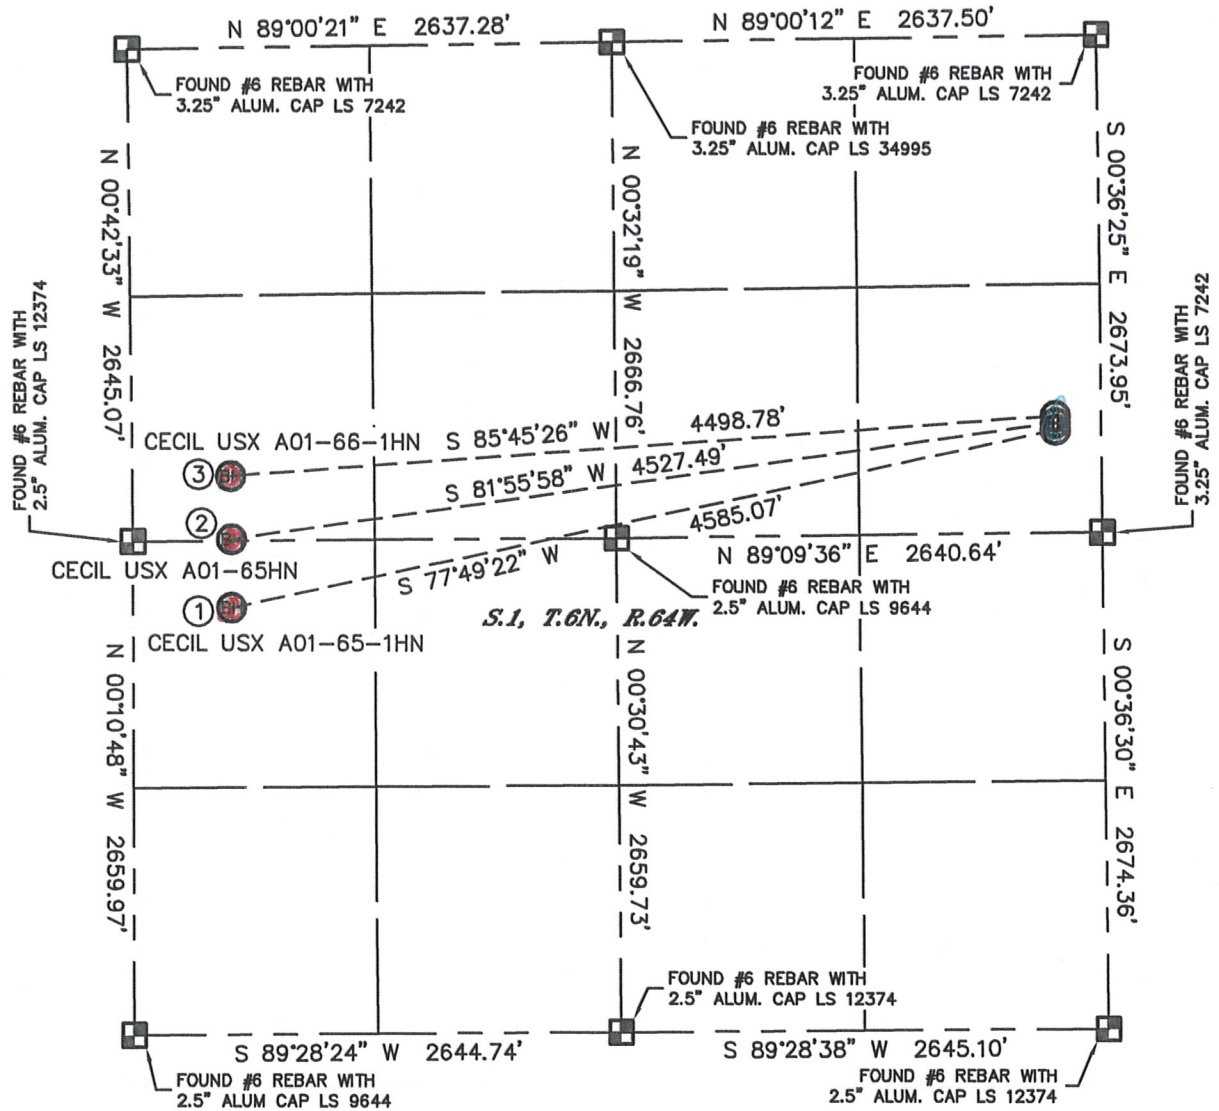 N 89°00'21" E 2637.28'
N 89°00'12" E 2637.50'
FOUND #6 REBAR WITH
3.25" ALUM. CAP LS 7242
FOUND #6 REBAR WITH
3.25" ALUM. CAP LS 34995
FOUND #6 REBAR WITH
3.25" ALUM. CAP LS 7242
N 00°42'33" W 2645.07'
N 00°32'19" W 2666.76'
S 00°36'25" E 2673.95'
FOUND #6 REBAR WITH
2.5" ALUM. CAP LS 12374
FOUND #6 REBAR WITH
3.25" ALUM. CAP LS 7242
CECIL USX A01-66-1HN
3
S 85°45'26" W 4498.78'
2
S 81°55'58" W 4527.49'
CECIL USX A01-65HN
S 77°49'22" W 4585.07'
N 89°09'36" E 2640.64'
FOUND #6 REBAR WITH
2.5" ALUM. CAP LS 9644
1
S.1, T.6N., R.64W.
CECIL USX A01-65-1HN
N 00°10'48" W 2659.97'
N 00°30'43" W 2659.73'
S 00°36'30" E 2674.36'
FOUND #6 REBAR WITH
2.5" ALUM. CAP LS 12374
S 89°28'24" W 2644.74'
S 89°28'38" W 2645.10'
FOUND #6 REBAR WITH
2.5" ALUM CAP LS 9644
FOUND #6 REBAR WITH
2.5" ALUM. CAP LS 12374